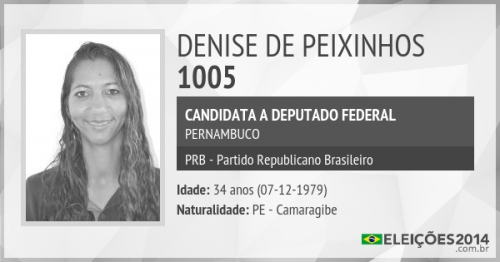 DENISE DE PEIXINHOS
1005
CANDIDATA A DEPUTADO FEDERAL
PERNAMBUCO
PRB - Partido Republicano Brasileiro
Idade: 34 anos (07-12-1979)
Naturalidade: PE - Camaragibe
ELEIÇÕES2014
.com.br